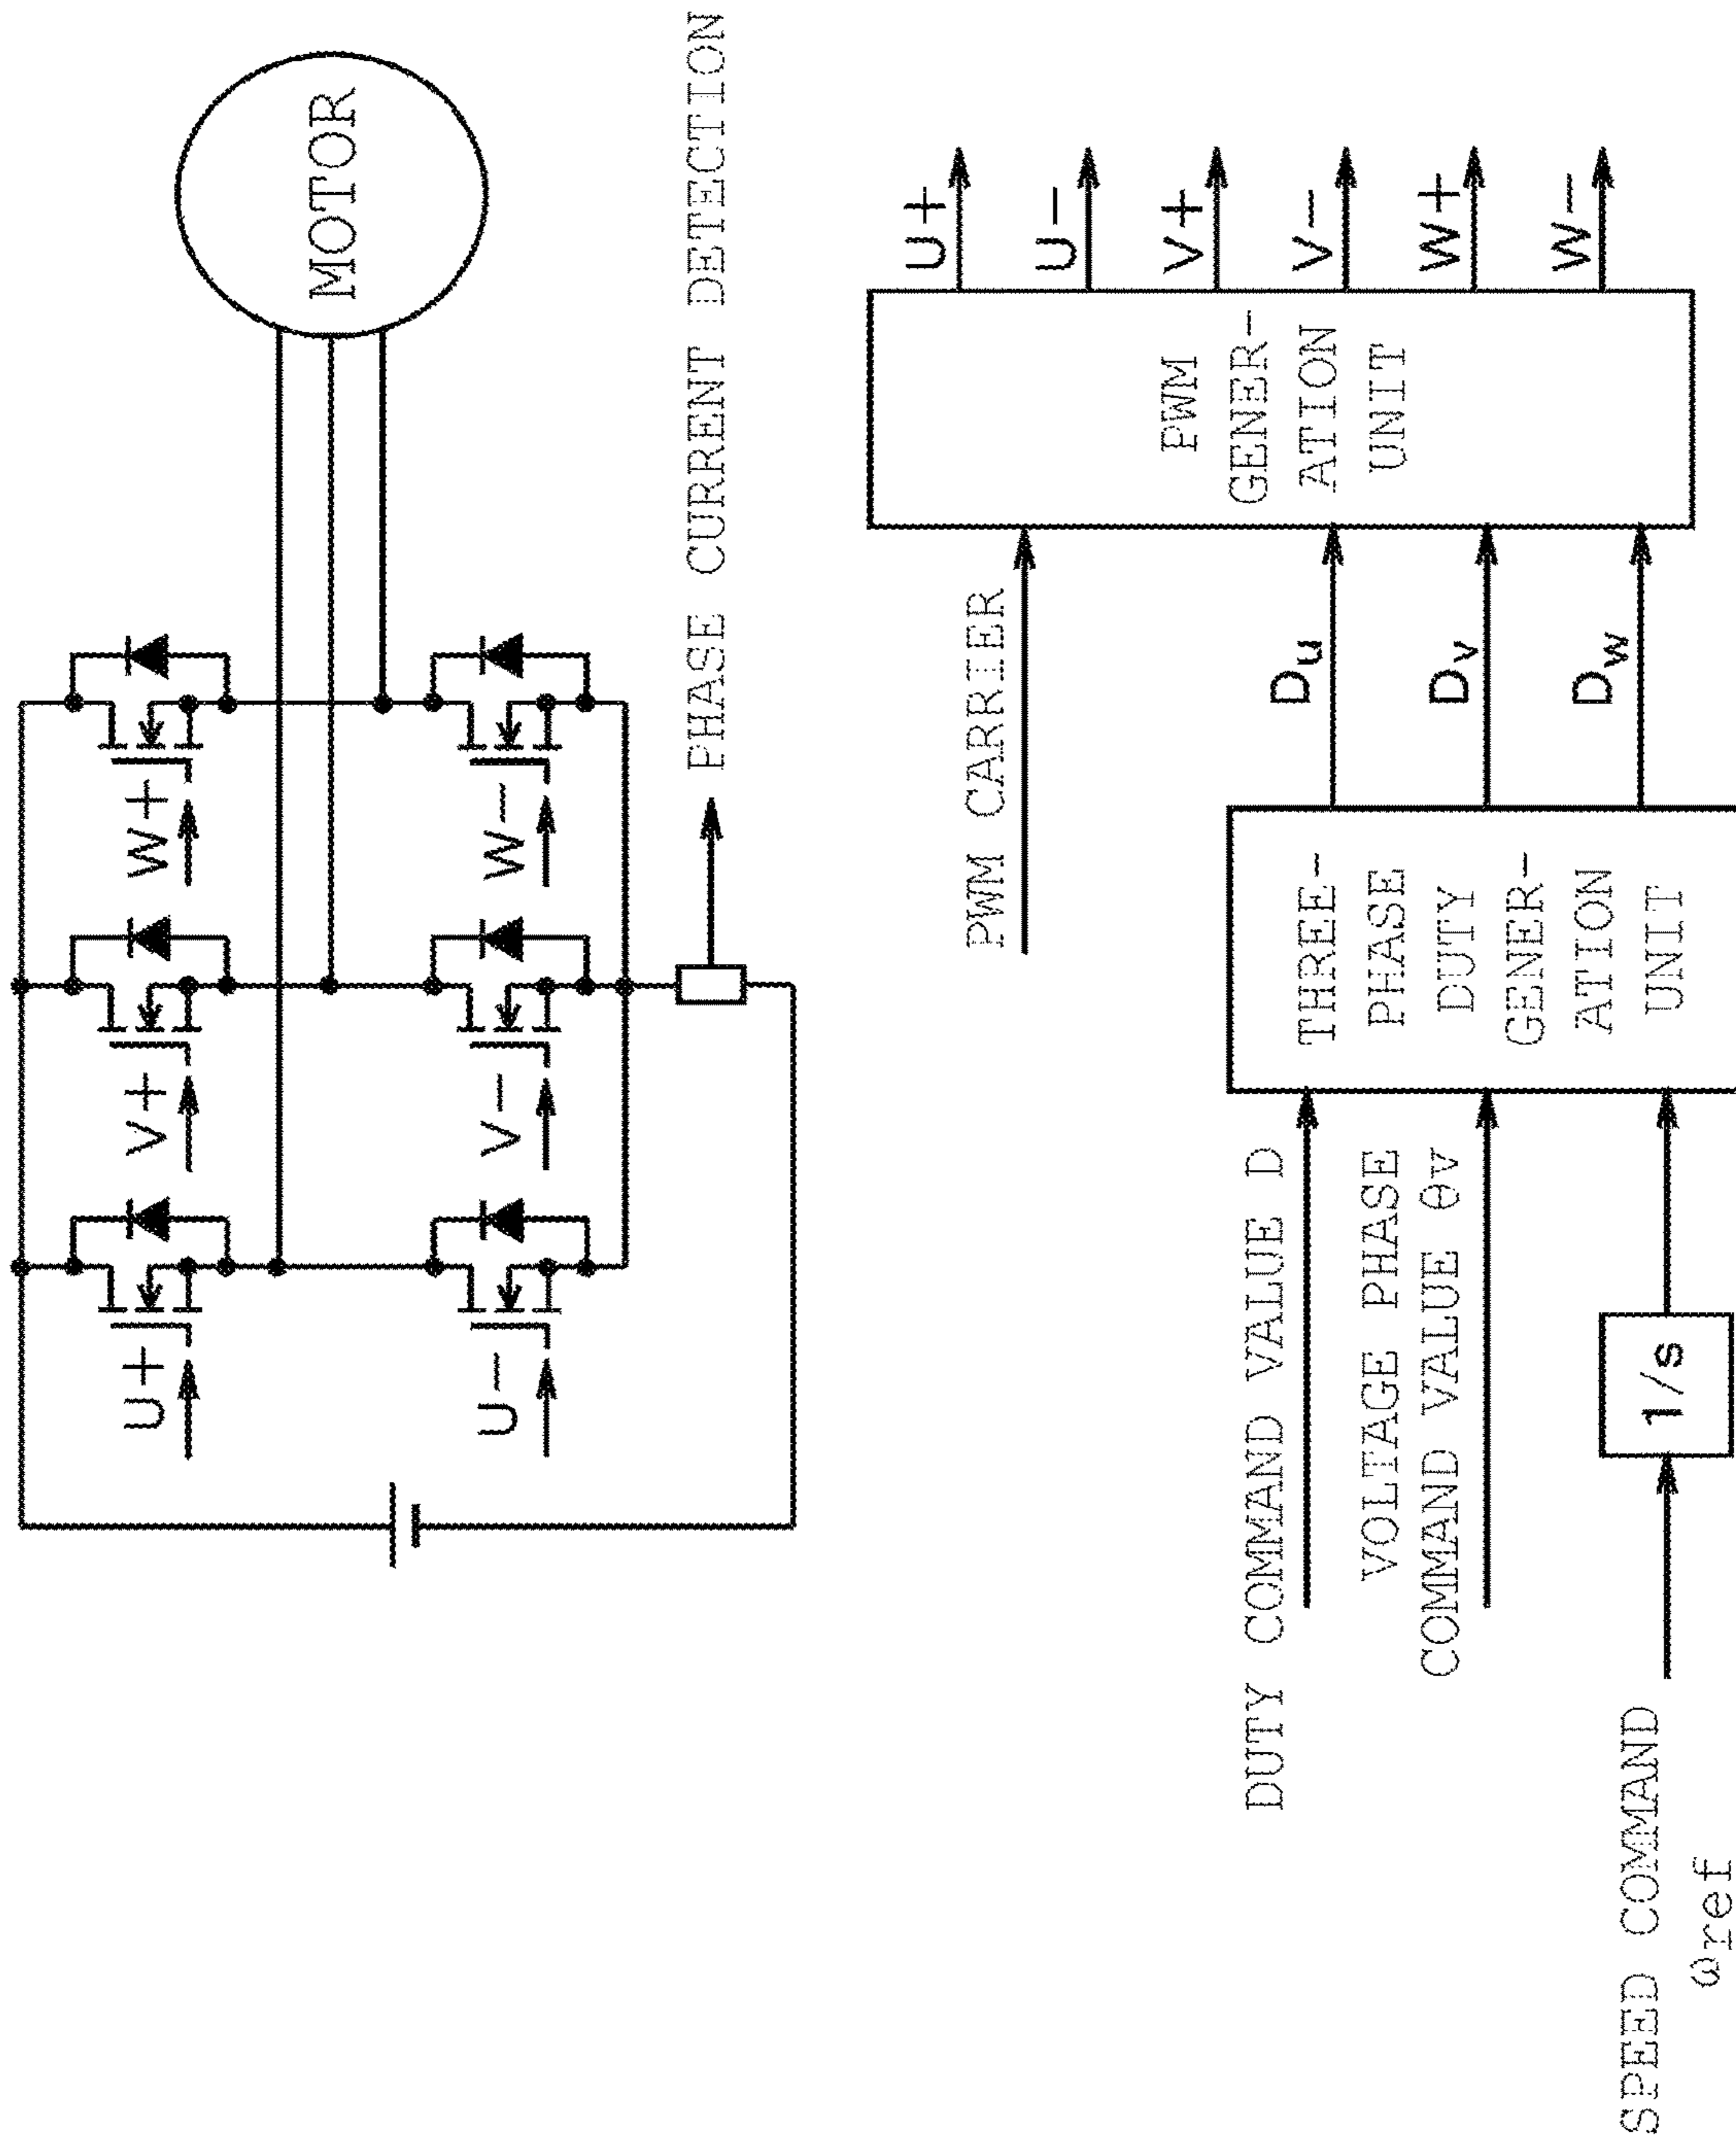 MOTOR
U+
V+
W+
U-
V-
W-
PHASE CURRENT DETECTION
PWM CARRIER
DUTY COMMAND VALUE D
VOLTAGE PHASE
COMMAND VALUE θv
SPEED COMMAND
ωref
1/s
THREE-
PHASE
DUTY
GENER-
ATION
UNIT
Du
Dv
Dw
PWM
GENER-
ATION
UNIT
U+
U-
V+
V-
W+
W-